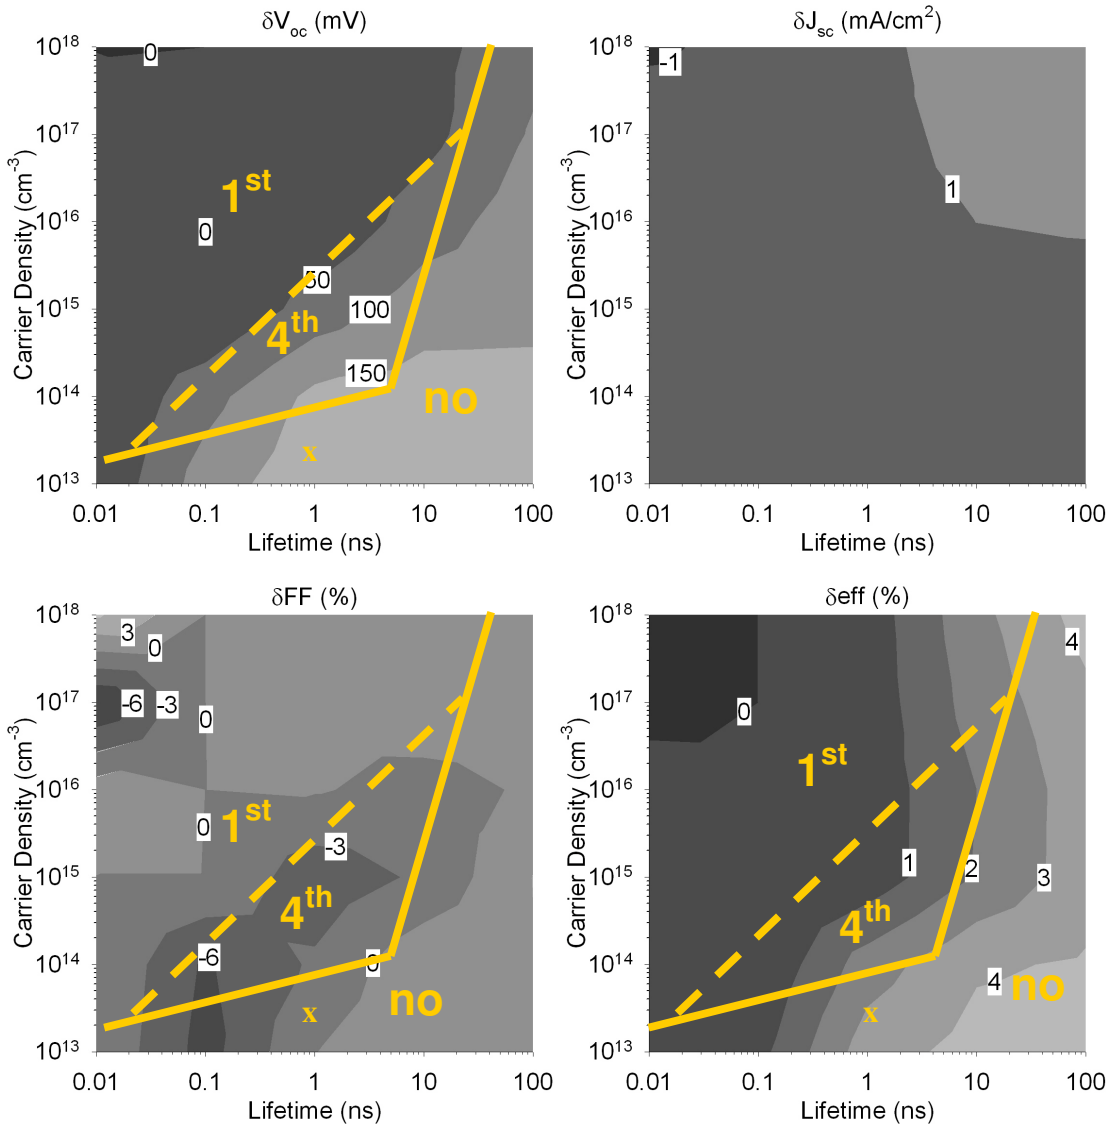 δVoc (mV)
10^18
10^17
10^16
10^15
10^14
10^13
Carrier Density (cm^-3)
0
1^st
0
50
4^th
100
150
no
x
0.01 0.1 1 10 100
Lifetime (ns)
δJsc (mA/cm²)
10^18
10^17
10^16
10^15
10^14
10^13
Carrier Density (cm^-3)
-1
1
0.01 0.1 1 10 100
Lifetime (ns)
δFF (%)
10^18
10^17
10^16
10^15
10^14
10^13
Carrier Density (cm^-3)
3
0
-6 -3
0
0 1^st
-3
4^th
-6
0
no
x
0.01 0.1 1 10 100
Lifetime (ns)
δeff (%)
10^18
10^17
10^16
10^15
10^14
10^13
Carrier Density (cm^-3)
4
0
1^st
1
2
3
4^th
4
no
x
0.01 0.1 1 10 100
Lifetime (ns)